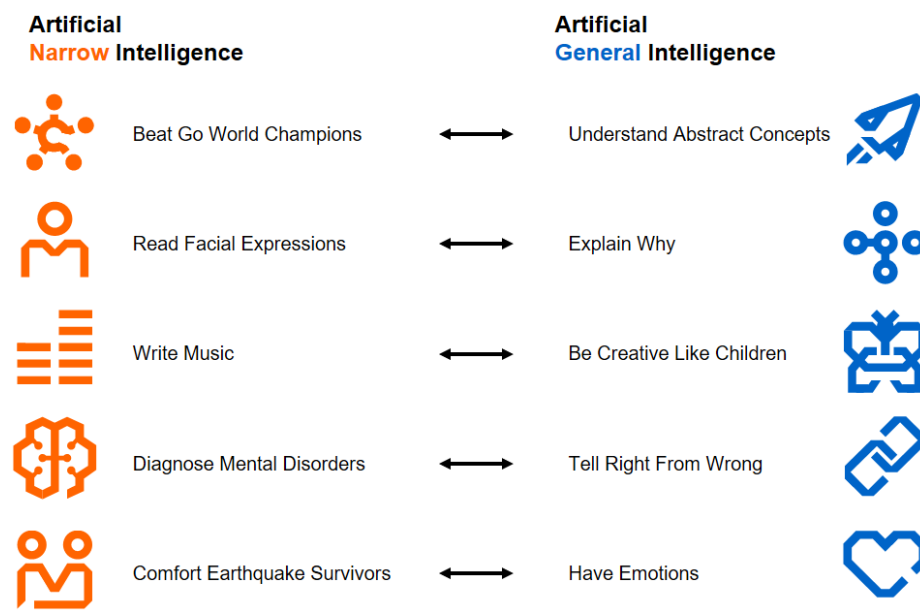 Artificial
Narrow Intelligence
Artificial
General Intelligence
Beat Go World Champions
Understand Abstract Concepts
Read Facial Expressions
Explain Why
Write Music
Be Creative Like Children
Diagnose Mental Disorders
Tell Right From Wrong
Comfort Earthquake Survivors
Have Emotions